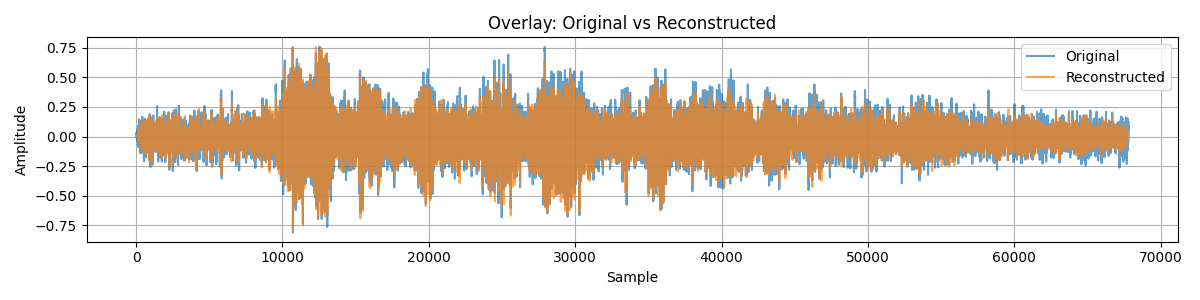 Overlay: Original vs Reconstructed
Original
Reconstructed
Amplitude
0.75
0.50
0.25
0.00
−0.25
−0.50
−0.75
0 10000 20000 30000 40000 50000 60000 70000
Sample